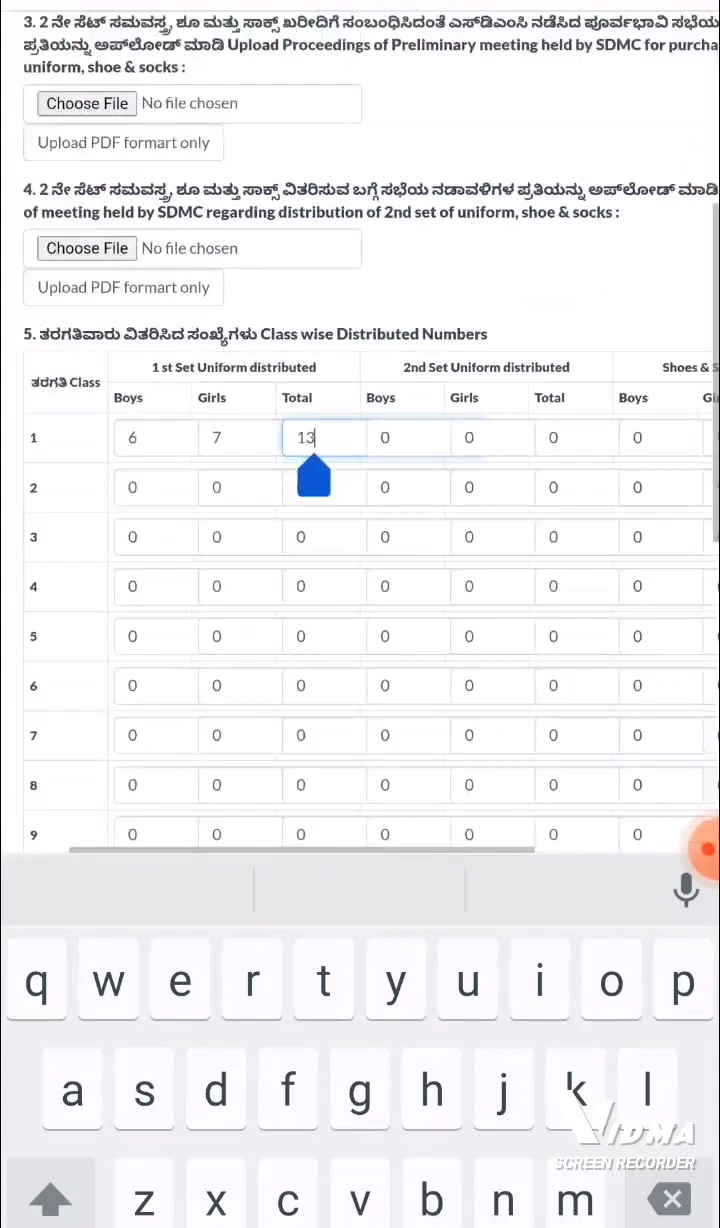 3. 2 ನೇ ಸೆಟ್ ಸಮವಸ್ತ್ರ, ಶೂ ಮತ್ತು ಸಾಕ್ಸ್ ಖರೀದಿಗೆ ಸಂಬಂಧಿಸಿದಂತೆ ಎಸ್‌ಡಿಎಂಸಿ ನಡೆಸಿದ ಪೂರ್ವಭಾವಿ ಸಭೆಯ
ಪ್ರತಿಯನ್ನು ಅಪ್‌ಲೋಡ್ ಮಾಡಿ Upload Proceedings of Preliminary meeting held by SDMC for purcha
uniform, shoe & socks :
Choose File No file chosen
Upload PDF formart only
4. 2 ನೇ ಸೆಟ್ ಸಮವಸ್ತ್ರ, ಶೂ ಮತ್ತು ಸಾಕ್ಸ್ ವಿತರಿಸುವ ಬಗ್ಗೆ ಸಭೆಯ ನಡಾವಳಿಗಳ ಪ್ರತಿಯನ್ನು ಅಪ್‌ಲೋಡ್ ಮಾಡಿ
of meeting held by SDMC regarding distribution of 2nd set of uniform, shoe & socks :
Choose File No file chosen
Upload PDF formart only
5. ತರಗತಿವಾರು ವಿತರಿಸಿದ ಸಂಖ್ಯೆಗಳು Class wise Distributed Numbers
ತರಗತಿ Class 1 st Set Uniform distributed 2nd Set Uniform distributed Shoes & S
Boys Girls Total Boys Girls Total Boys Gi
1 6 7 13 0 0 0 0
2 0 0 0 0 0 0
3 0 0 0 0 0 0 0
4 0 0 0 0 0 0 0
5 0 0 0 0 0 0 0
6 0 0 0 0 0 0 0
7 0 0 0 0 0 0 0
8 0 0 0 0 0 0 0
9 0 0 0 0 0 0 0
q w e r t y u i o p
a s d f g h j k l
VIDMA
SCREEN RECORDER
z x c v b n m